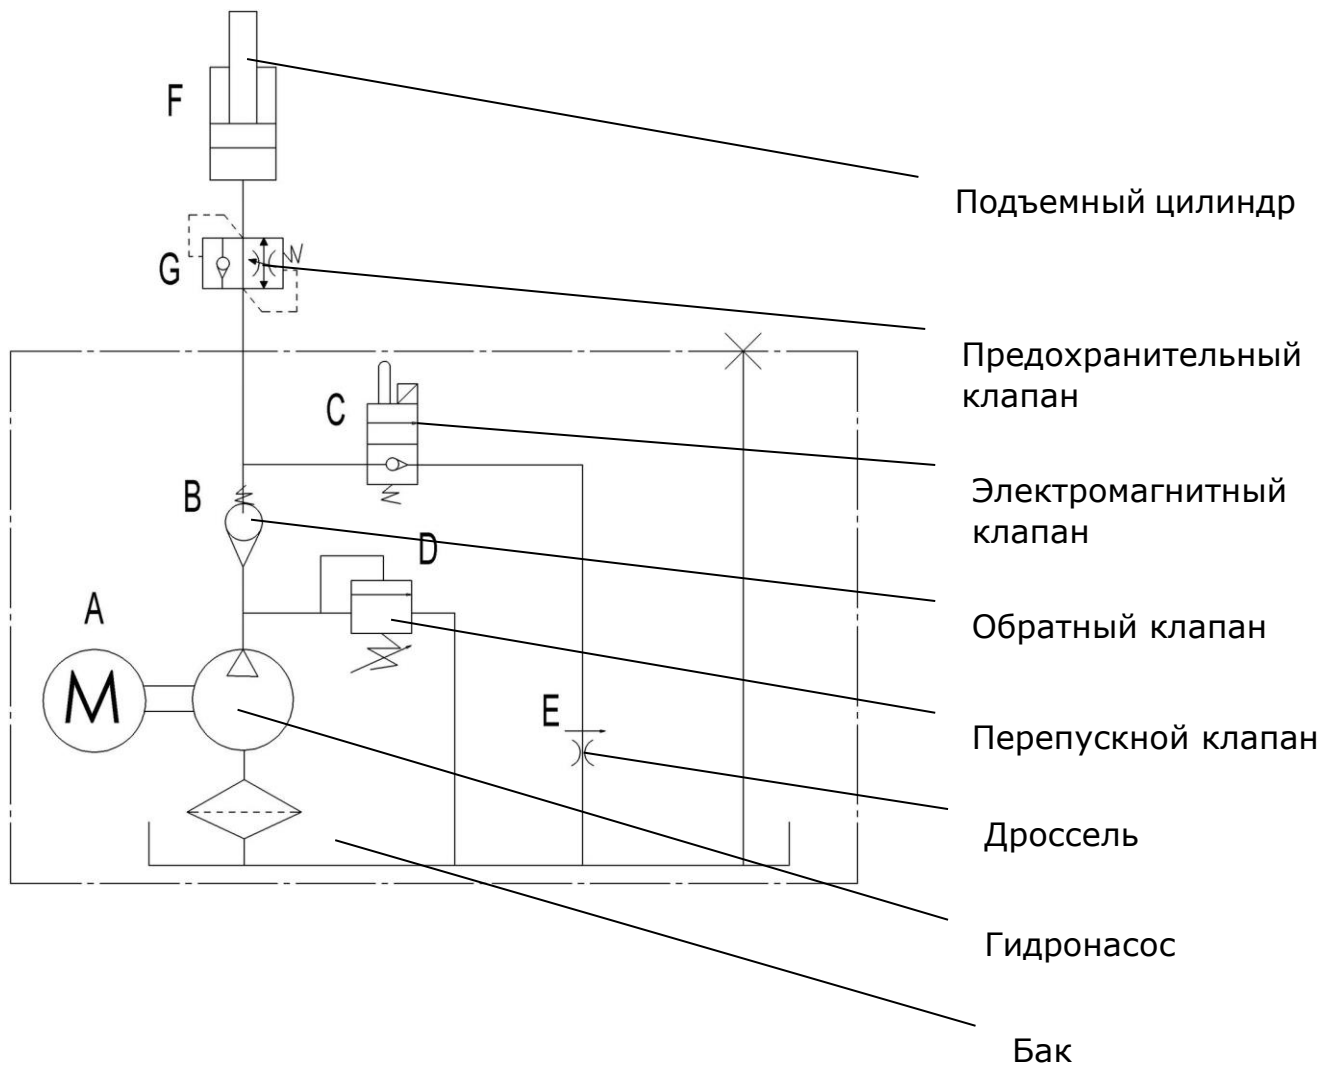 F
Подъемный цилиндр
G
Предохранительный
клапан
C
Электромагнитный
клапан
B
D
Обратный клапан
A
M
Перепускной клапан
E
Дроссель
Гидронасос
Бак